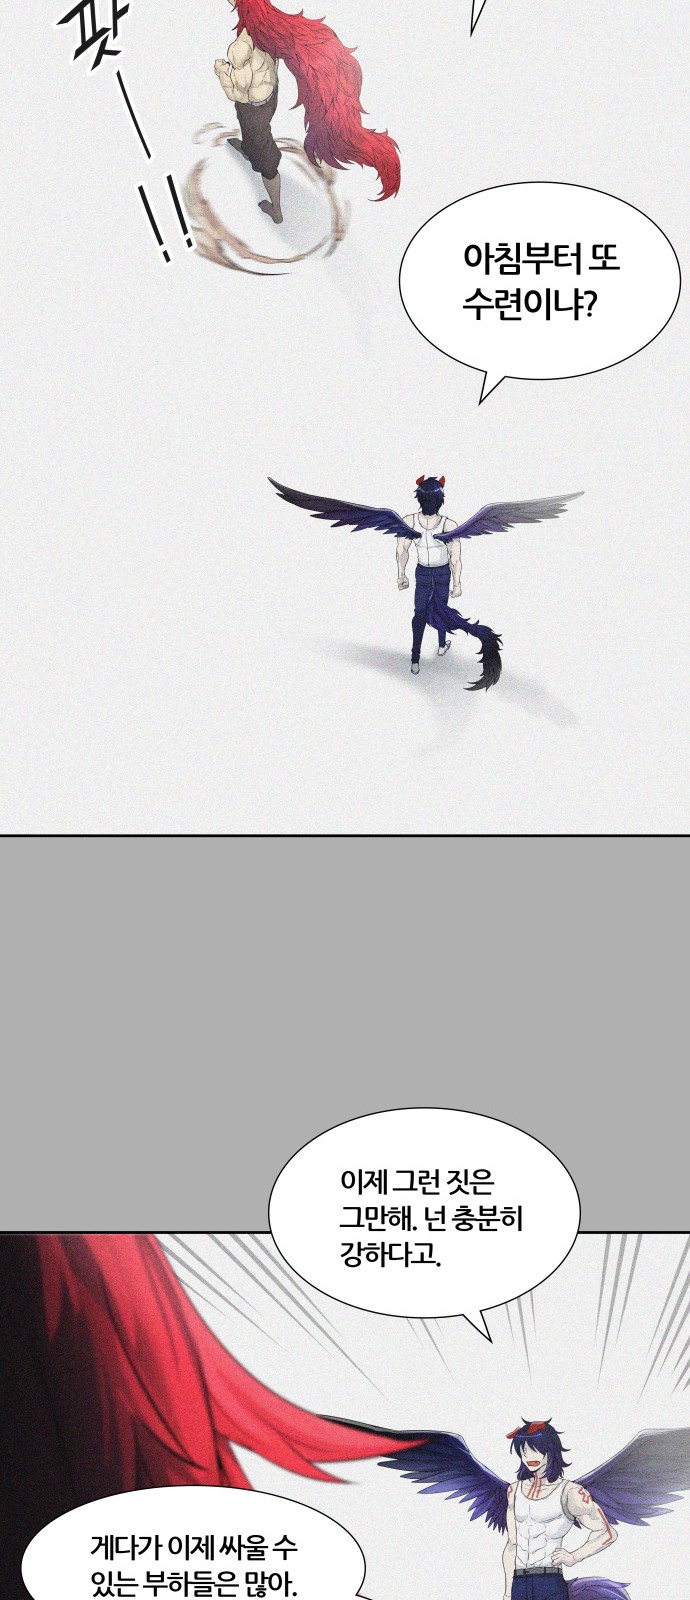 팟
!!
아침부터 또
수련이냐?
이제 그런 짓은
그만해. 넌 충분히
강하다고.
게다가 이제 싸울 수
있는 부하들은 많아.